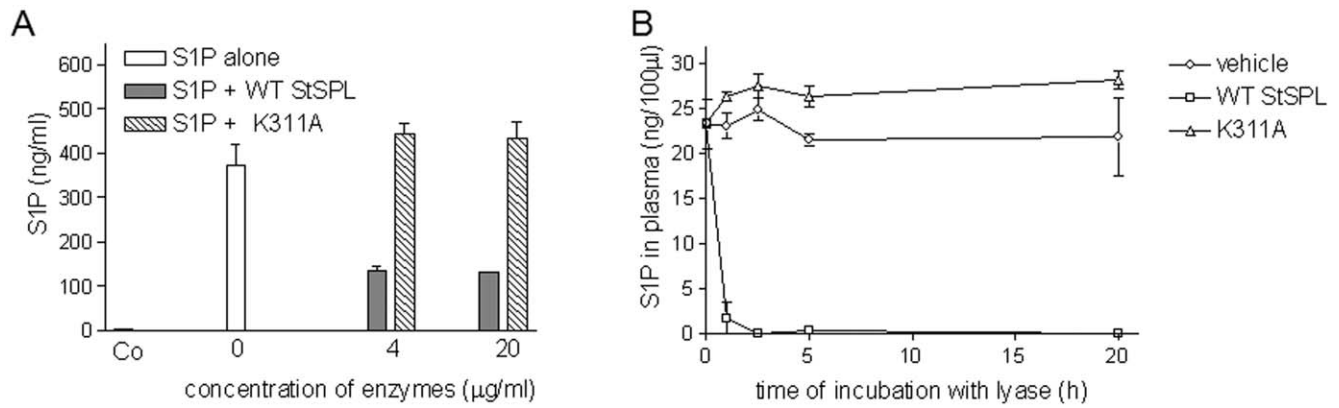 A
S1P alone
S1P + WT StSPL
S1P + K311A
S1P (ng/ml)
600
500
400
300
200
100
0
Co 0 4 20
concentration of enzymes (µg/ml)
B
vehicle
WT StSPL
K311A
S1P in plasma (ng/100µl)
30
25
20
15
10
5
0
0 5 10 15 20
time of incubation with lyase (h)